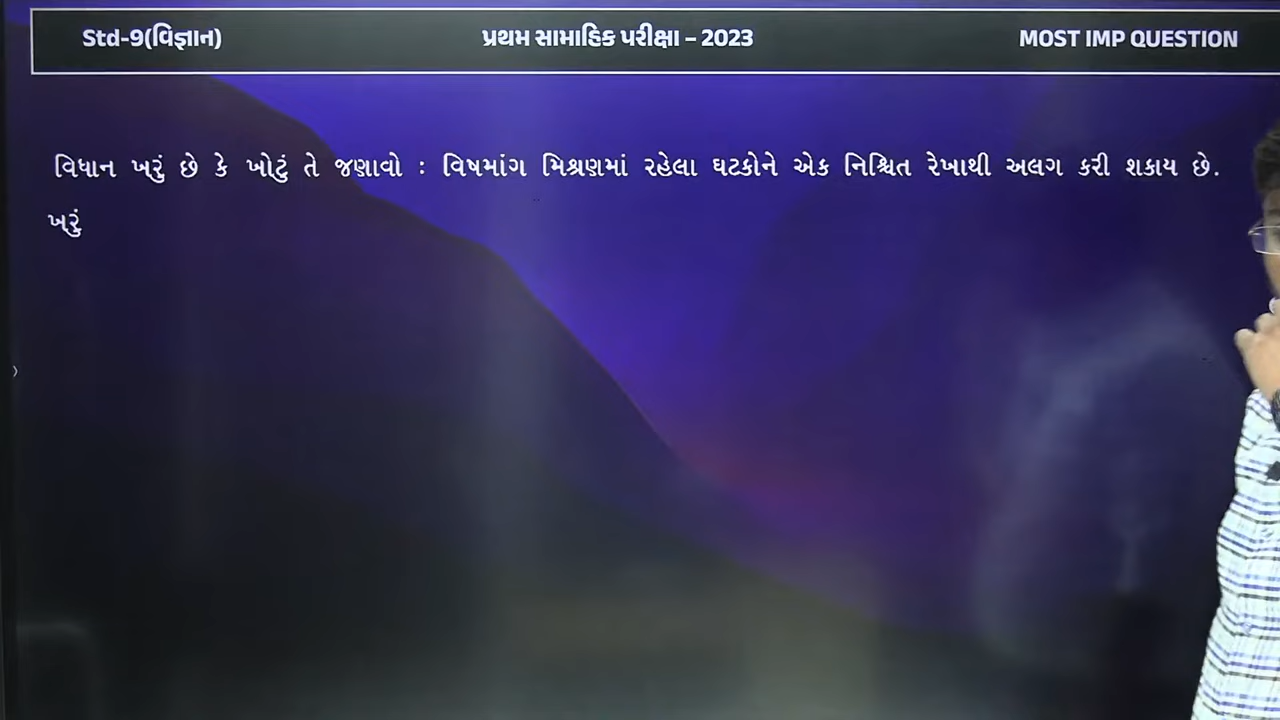 Std-9(વિજ્ઞાન) પ્રથમ સામાહિક પરીક્ષા – 2023 MOST IMP QUESTION
વિધાન ખરું છે કે ખોટું તે જણાવો : વિષમાંગ મિશ્રણમાં રહેલા ઘટકોને એક નિશ્ચિત રેખાથી અલગ કરી શકાય છે.
ખરું